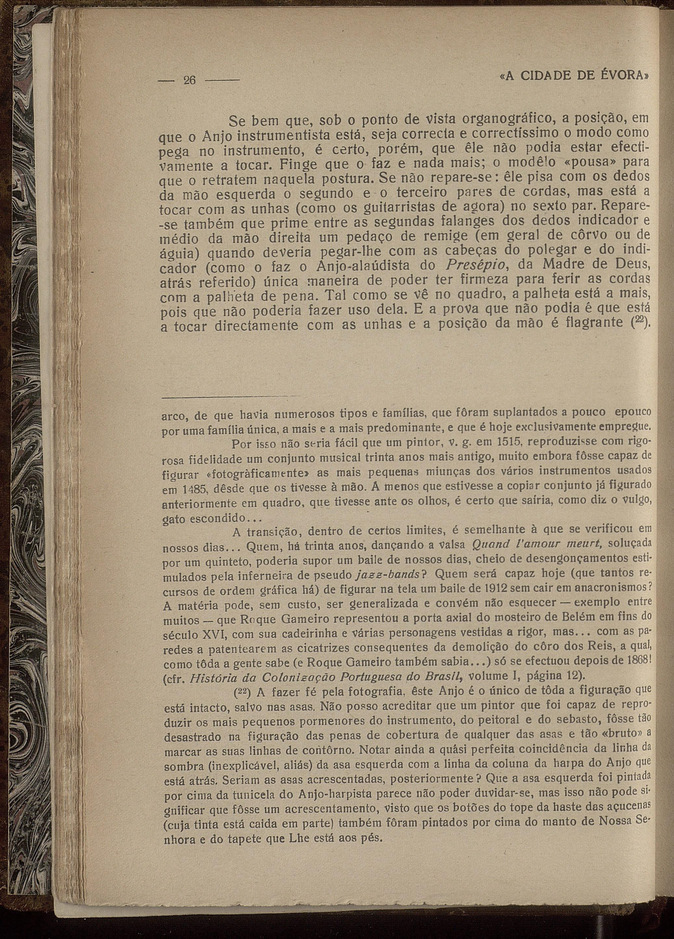 — 26 —— «A CIDADE DE ÉVORA»
Se bem que, sob o ponto de vista organográfico, a posição, em
que o Anjo instrumentista está, seja correcta e correctíssimo o modo como
pega no instrumento, é certo, porém, que êle não podia estar efecti-
vamente a tocar. Finge que o faz e nada mais; o modêlo «pousa» para
que o retratem naquela postura. Se não repare-se: êle pisa com os dedos
da mão esquerda o segundo e o terceiro pares de cordas, mas está a
tocar com as unhas (como os guitarristas de agora) no sexto par. Repare-
-se também que prime entre as segundas falanges dos dedos indicador e
médio da mão direita um pedaço de remige (em geral de côrvo ou de
águia) quando deveria pegar-lhe com as cabeças do polegar e do indi-
cador (como o faz o Anjo-alaúdista do Presépio, da Madre de Deus,
atrás referido) única maneira de poder ter firmeza para ferir as cordas
com a palheta de pena. Tal como se vê no quadro, a palheta está a mais,
pois que não poderia fazer uso dela. E a prova que não podia é que está
a tocar directamente com as unhas e a posição da mão é flagrante (22).
arco, de que havia numerosos tipos e famílias, que fôram suplantados a pouco epouco
por uma família única, a mais e a mais predominante, e que é hoje exclusivamente empregue.
Por isso não seria fácil que um pintor, v. g. em 1515, reproduzisse com rigo-
rosa fidelidade um conjunto musical trinta anos mais antigo, muito embora fôsse capaz de
figurar «fotogràficamente» as mais pequenas miunças dos vários instrumentos usados
em 1485, dêsde que os tivesse à mão. A menos que estivesse a copiar conjunto já figurado
anteriormente em quadro, que tivesse ante os olhos, é certo que sairia, como diz o vulgo,
gato escondido...
A transição, dentro de certos limites, é semelhante à que se verificou em
nossos dias... Quem, há trinta anos, dançando a valsa Quand l'amour meurt, soluçada
por um quinteto, poderia supor um baile de nossos dias, cheio de desengonçamentos esti-
mulados pela inferneira de pseudo jazz-bands? Quem será capaz hoje (que tantos re-
cursos de ordem gráfica há) de figurar na tela um baile de 1912 sem cair em anacronismos?
A matéria pode, sem custo, ser generalizada e convém não esquecer — exemplo entre
muitos — que Roque Gameiro representou a porta axial do mosteiro de Belém em fins do
século XVI, com sua cadeirinha e várias personagens vestidas a rigor, mas... com as pa-
redes a patentearem as cicatrizes consequentes da demolição do côro dos Reis, a qual,
como tôda a gente sabe (e Roque Gameiro também sabia...) só se efectuou depois de 1868!
(cfr. História da Colonização Portuguesa do Brasil, volume I, página 12).
(22) A fazer fé pela fotografia, êste Anjo é o único de tôda a figuração que
está intacto, salvo nas asas. Não posso acreditar que um pintor que foi capaz de repro-
duzir os mais pequenos pormenores do instrumento, do peitoral e do sebasto, fôsse tão
desastrado na figuração das penas de cobertura de qualquer das asas e tão «bruto» a
marcar as suas linhas de contôrno. Notar ainda a quási perfeita coincidência da linha da
sombra (inexplicável, aliás) da asa esquerda com a linha da coluna da harpa do Anjo que
está atrás. Seriam as asas acrescentadas, posteriormente? Que a asa esquerda foi pintada
por cima da tunicela do Anjo-harpista parece não poder duvidar-se, mas isso não pode si-
gnificar que fôsse um acrescentamento, visto que os botões do tope da haste das açucenas
(cuja tinta está caida em parte) também fôram pintados por cima do manto de Nossa Se-
nhora e do tapete que Lhe está aos pés.